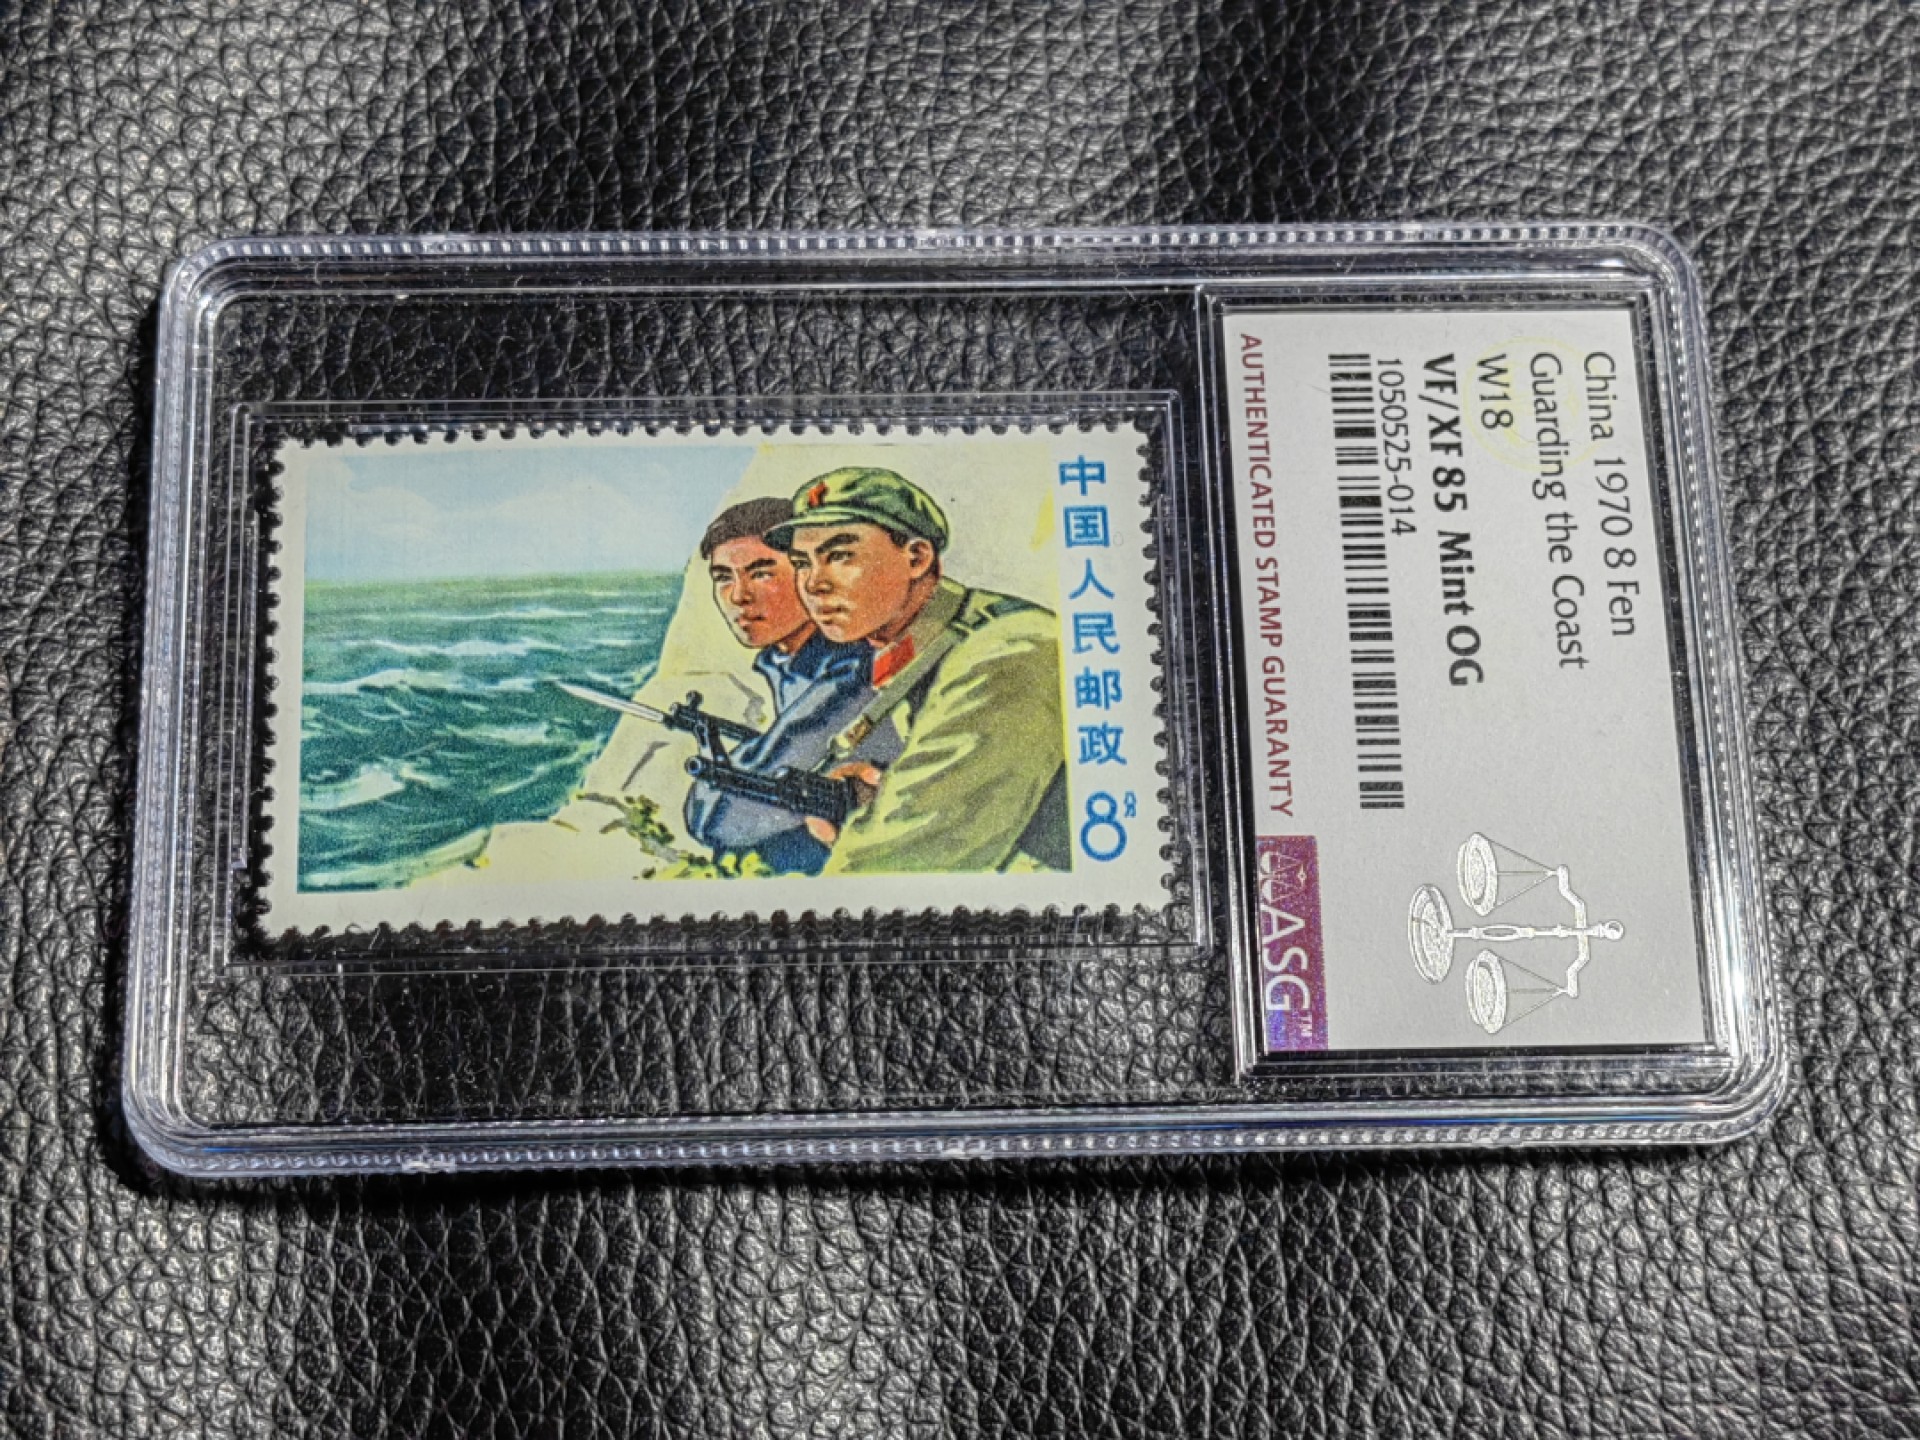 中国人民邮政
8分
China 1970 8 Fen
Guarding the Coast
W18
VF/XF 85 Mint OG
1050525-014
AUTHENTICATED STAMP GUARANTY
ASG™